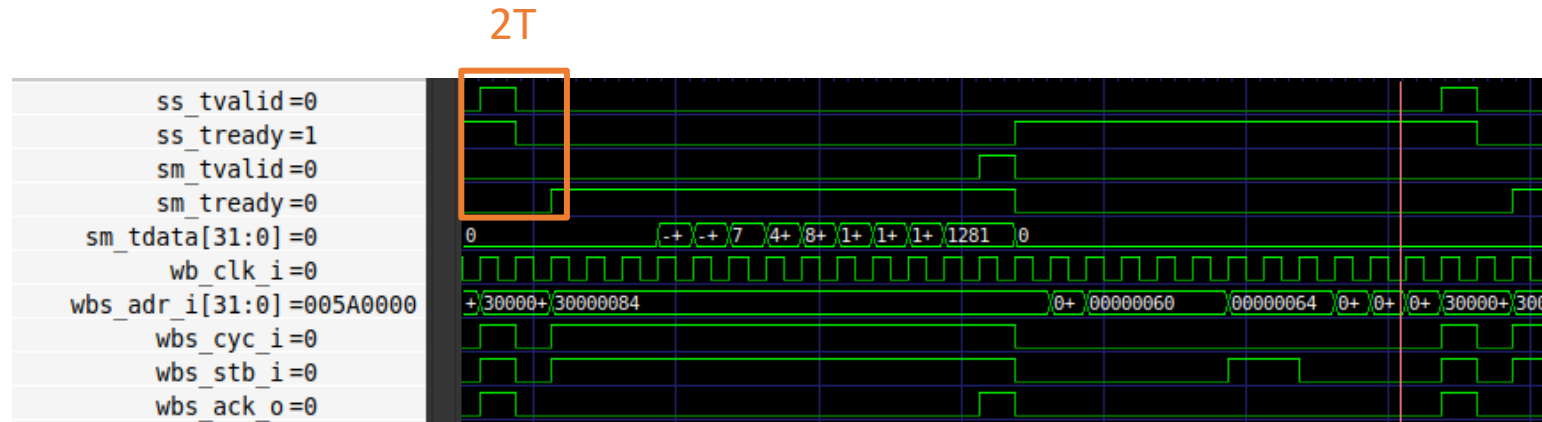 2T
ss_tvalid=0
ss_tready=1
sm_tvalid=0
sm_tready=0
sm_tdata[31:0]=0 0 -+ -+ 7 4+ 8+ 1+ 1+ 1+ 1281 0
wb_clk_i=0
wbs_adr_i[31:0]=005A0000 + 30000+ 30000084 0+ 00000060 00000064 0+ 0+ 0+ 30000+ 300
wbs_cyc_i=0
wbs_stb_i=0
wbs_ack_o=0